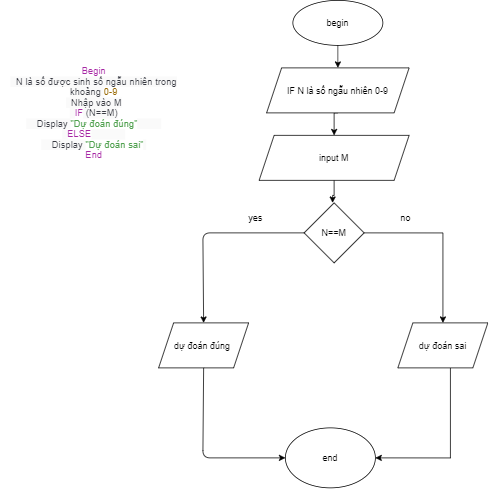 begin
Begin
N là số được sinh số ngẫu nhiên trong
khoảng 0-9
Nhập vào M
IF (N==M)
Display "Dự đoán đúng"
ELSE
Display "Dự đoán sai"
End
IF N là số ngẫu nhiên 0-9
input M
yes
no
N==M
dự đoán đúng
dự đoán sai
end